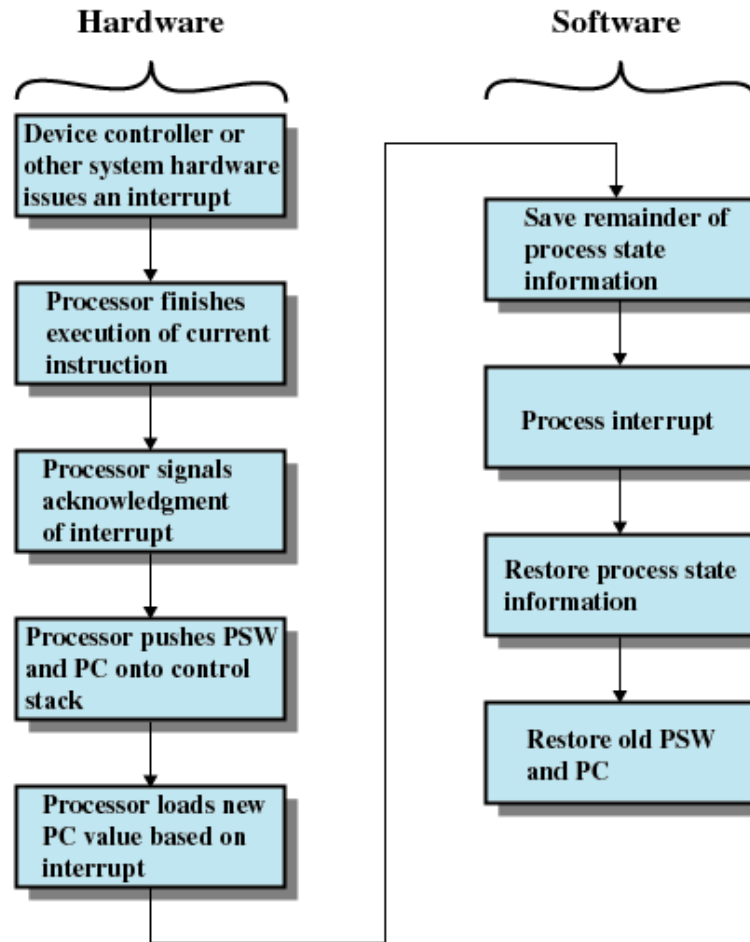 Hardware
Device controller or
other system hardware
issues an interrupt
Processor finishes
execution of current
instruction
Processor signals
acknowledgment
of interrupt
Processor pushes PSW
and PC onto control
stack
Processor loads new
PC value based on
interrupt
Software
Save remainder of
process state
information
Process interrupt
Restore process state
information
Restore old PSW
and PC